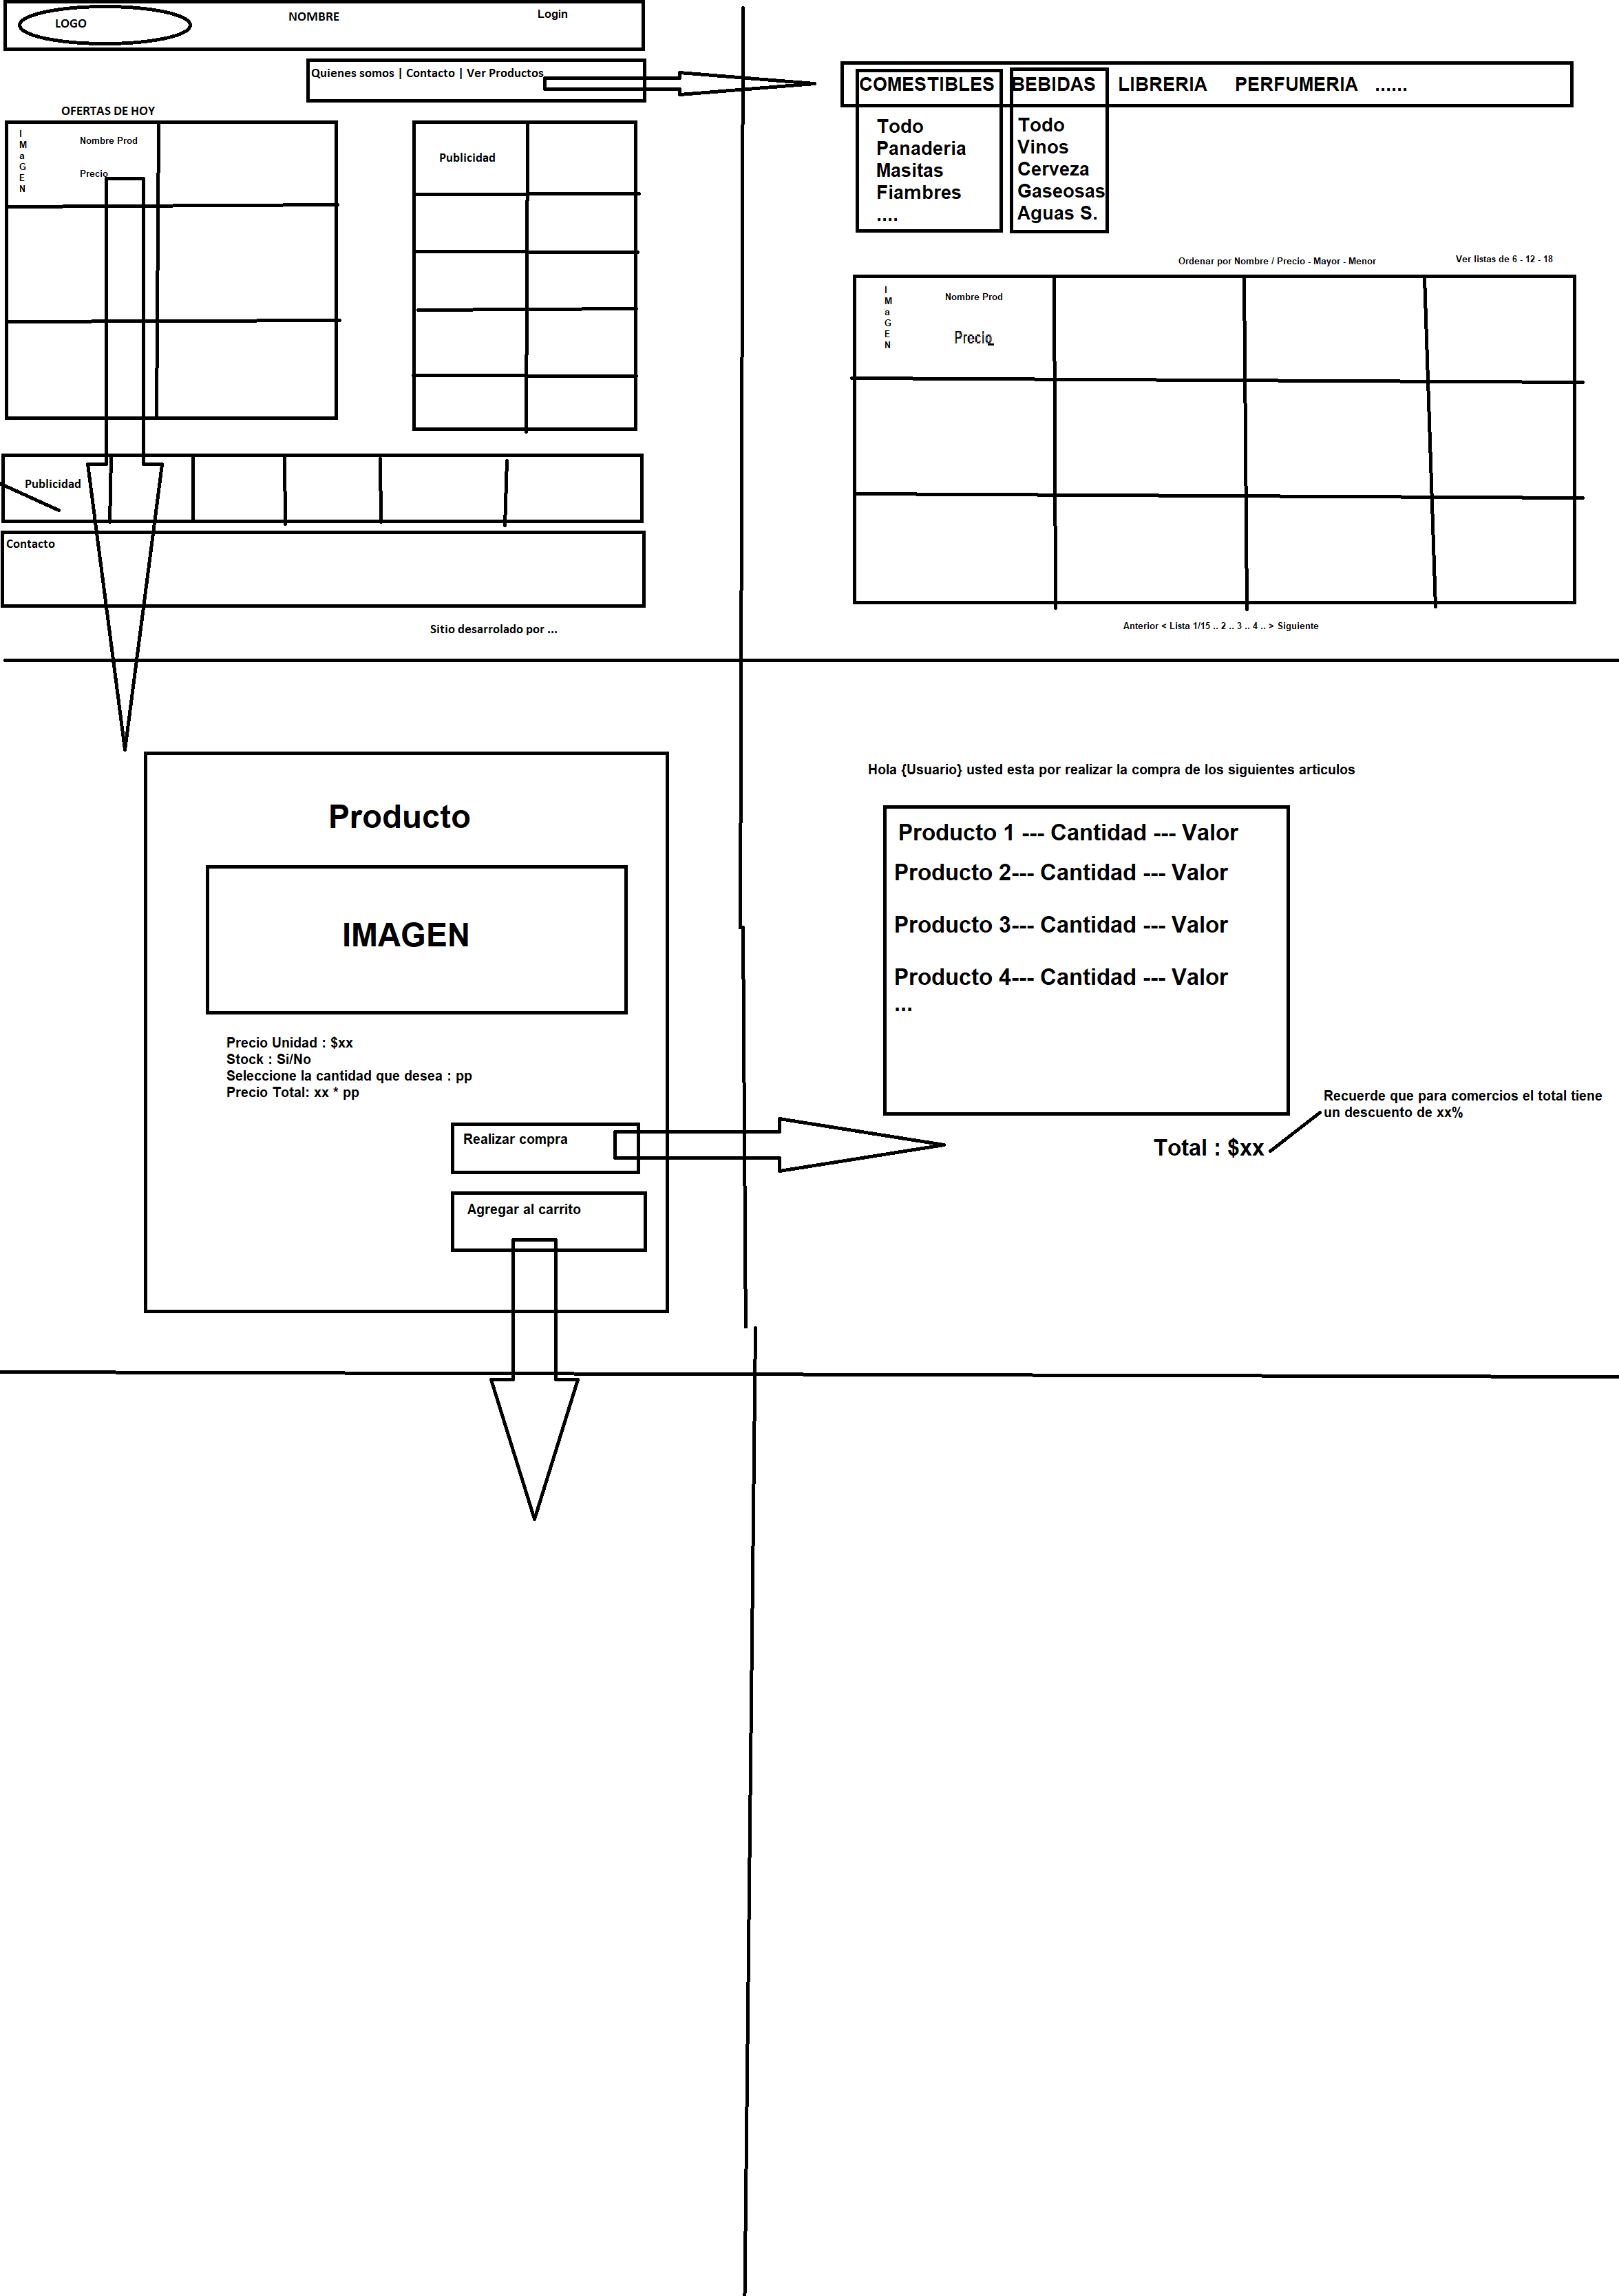 LOGO
NOMBRE
Login
Quienes somos | Contacto | Ver Productos
OFERTAS DE HOY
IMaGEN
Nombre Prod
Precio
Publicidad
Publicidad
Contacto
Sitio desarrolado por ...
COMESTIBLES BEBIDAS LIBRERIA PERFUMERIA ......
Todo
Panaderia
Masitas
Fiambres
....
Todo
Vinos
Cerveza
Gaseosas
Aguas S.
Ordenar por Nombre / Precio - Mayor - Menor
Ver listas de 6 - 12 - 18
IMaGEN
Nombre Prod
Precio
Anterior < Lista 1/15 .. 2 .. 3 .. 4 .. > Siguiente
Producto
IMAGEN
Precio Unidad : $xx
Stock : Si/No
Seleccione la cantidad que desea : pp
Precio Total: xx * pp
Realizar compra
Agregar al carrito
Hola {Usuario} usted esta por realizar la compra de los siguientes articulos
Producto 1 --- Cantidad --- Valor
Producto 2--- Cantidad --- Valor
Producto 3--- Cantidad --- Valor
Producto 4--- Cantidad --- Valor
...
Recuerde que para comercios el total tiene
un descuento de xx%
Total : $xx